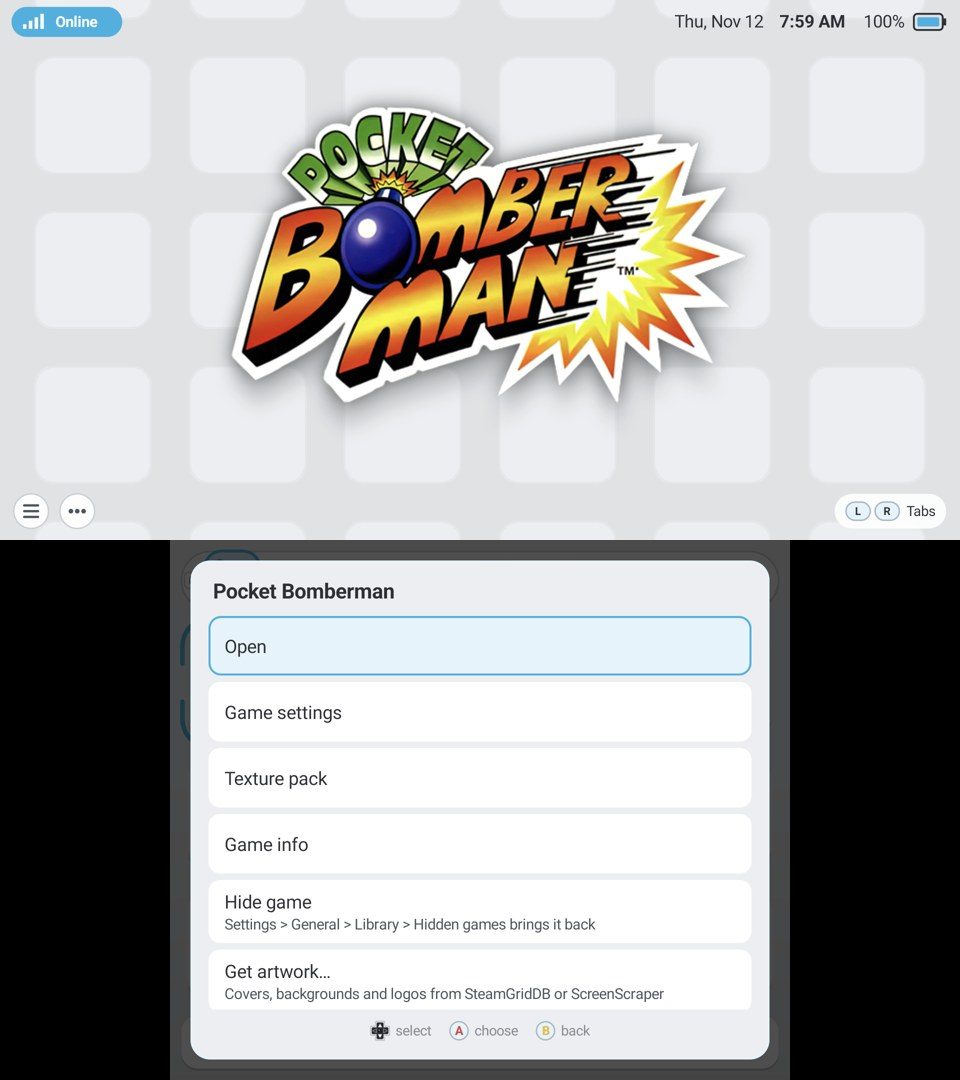 Online
Thu, Nov 12 7:59 AM 100%
POCKET
BOMBER
MAN
TM
L R Tabs
Pocket Bomberman
Open
Game settings
Texture pack
Game info
Hide game
Settings > General > Library > Hidden games brings it back
Get artwork...
Covers, backgrounds and logos from SteamGridDB or ScreenScraper
select A choose B back